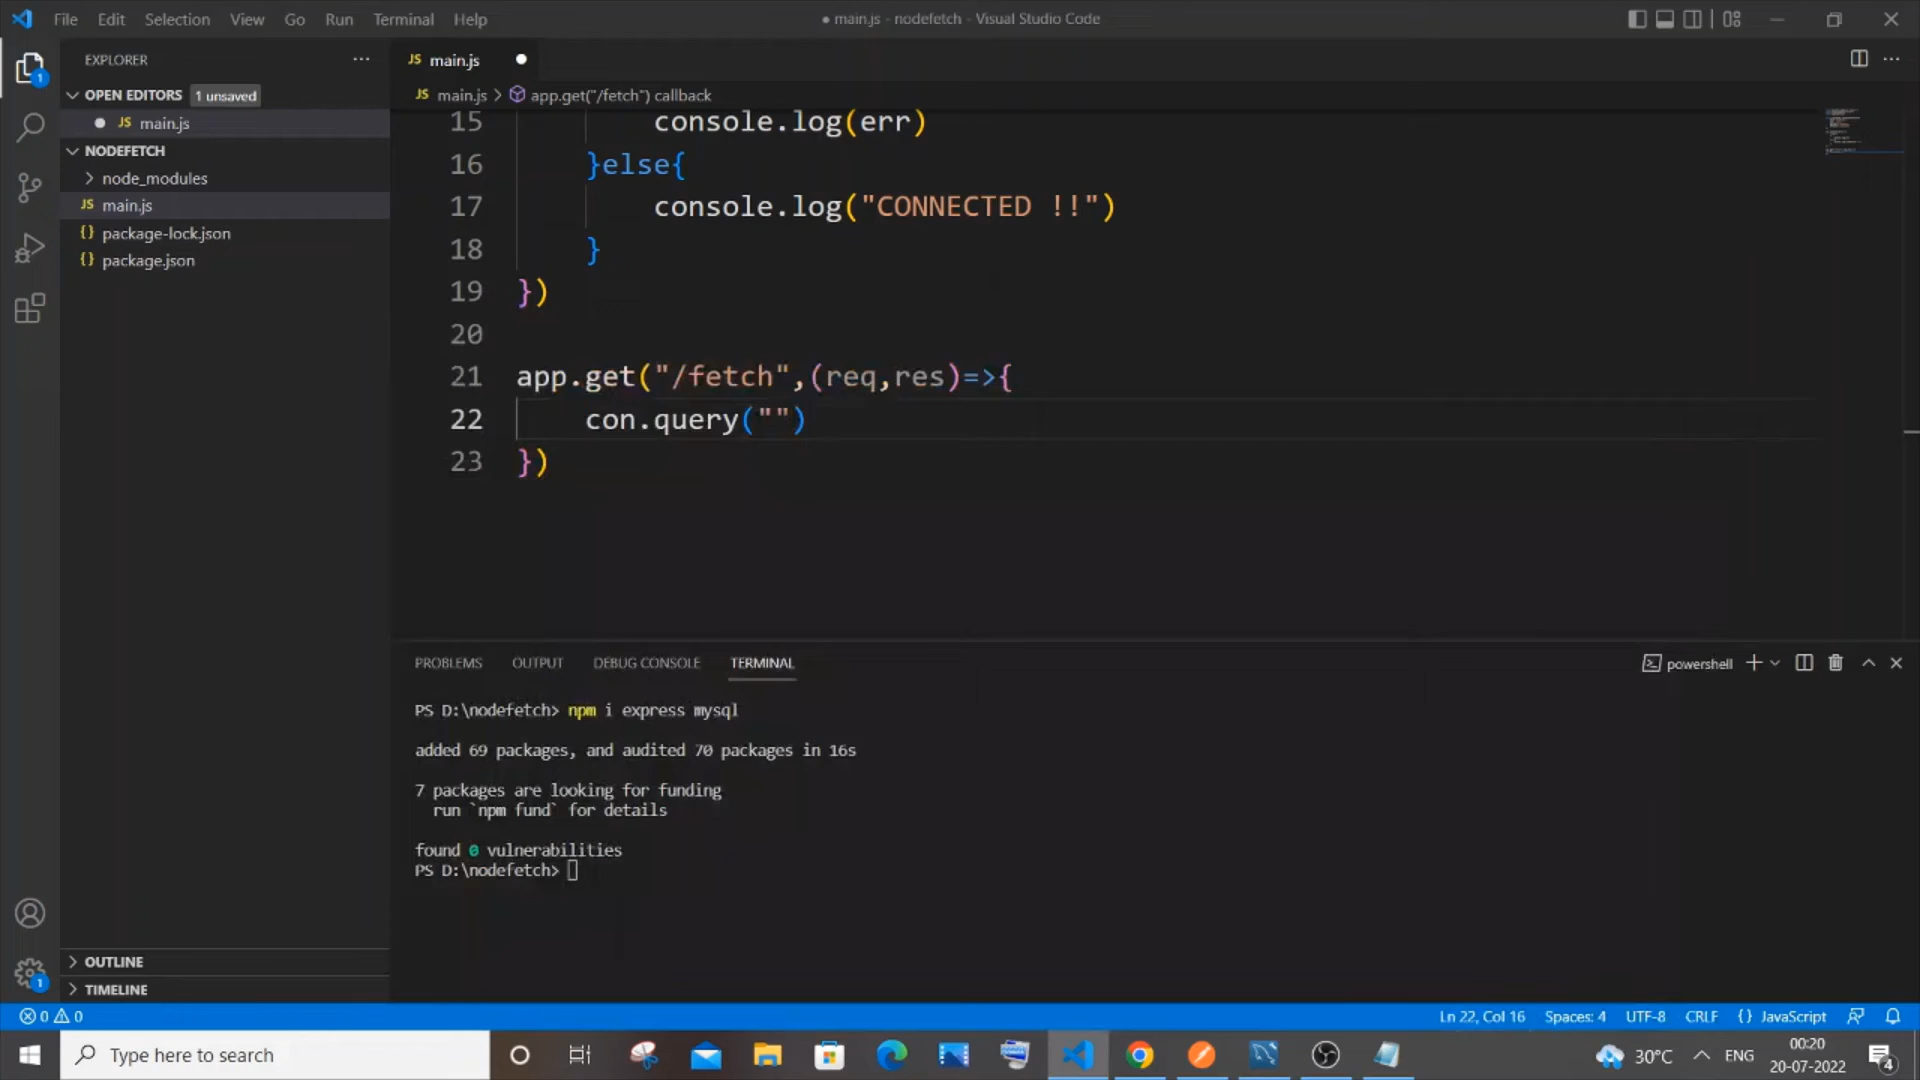 File Edit Selection View Go Run Terminal Help
● main.js - nodefetch - Visual Studio Code
EXPLORER
OPEN EDITORS 1 unsaved
JS main.js
NODEFETCH
node_modules
JS main.js
{} package-lock.json
{} package.json
OUTLINE
TIMELINE
JS main.js
JS main.js > app.get("/fetch") callback
15 console.log(err)
16 }else{
17 console.log("CONNECTED !!")
18 }
19 })
20
21 app.get("/fetch",(req,res)=>{
22 con.query("")
23 })
PROBLEMS OUTPUT DEBUG CONSOLE TERMINAL
powershell
PS D:\nodefetch> npm i express mysql
added 69 packages, and audited 70 packages in 16s
7 packages are looking for funding
run `npm fund` for details
found 0 vulnerabilities
PS D:\nodefetch>
0 0
Ln 22, Col 16 Spaces: 4 UTF-8 CRLF {} JavaScript
Type here to search
30°C ENG
00:20
20-07-2022
4
1
1